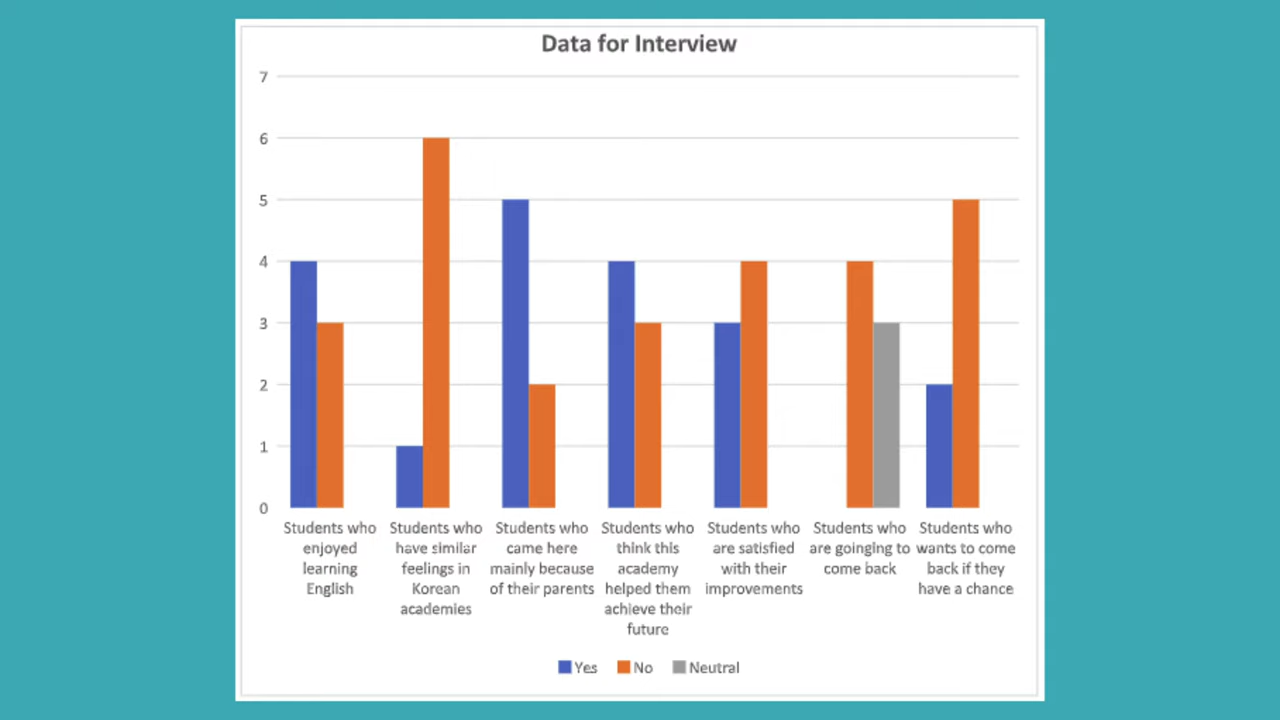 Data for Interview
7
6
5
4
3
2
1
0
Students who
enjoyed
learning
English
Students who
have similar
feelings in
Korean
academies
Students who
came here
mainly because
of their parents
Students who
think this
academy
helped them
achieve their
future
Students who
are satisfied
with their
improvements
Students who
are goinging to
come back
Students who
wants to come
back if they
have a chance
Yes No Neutral